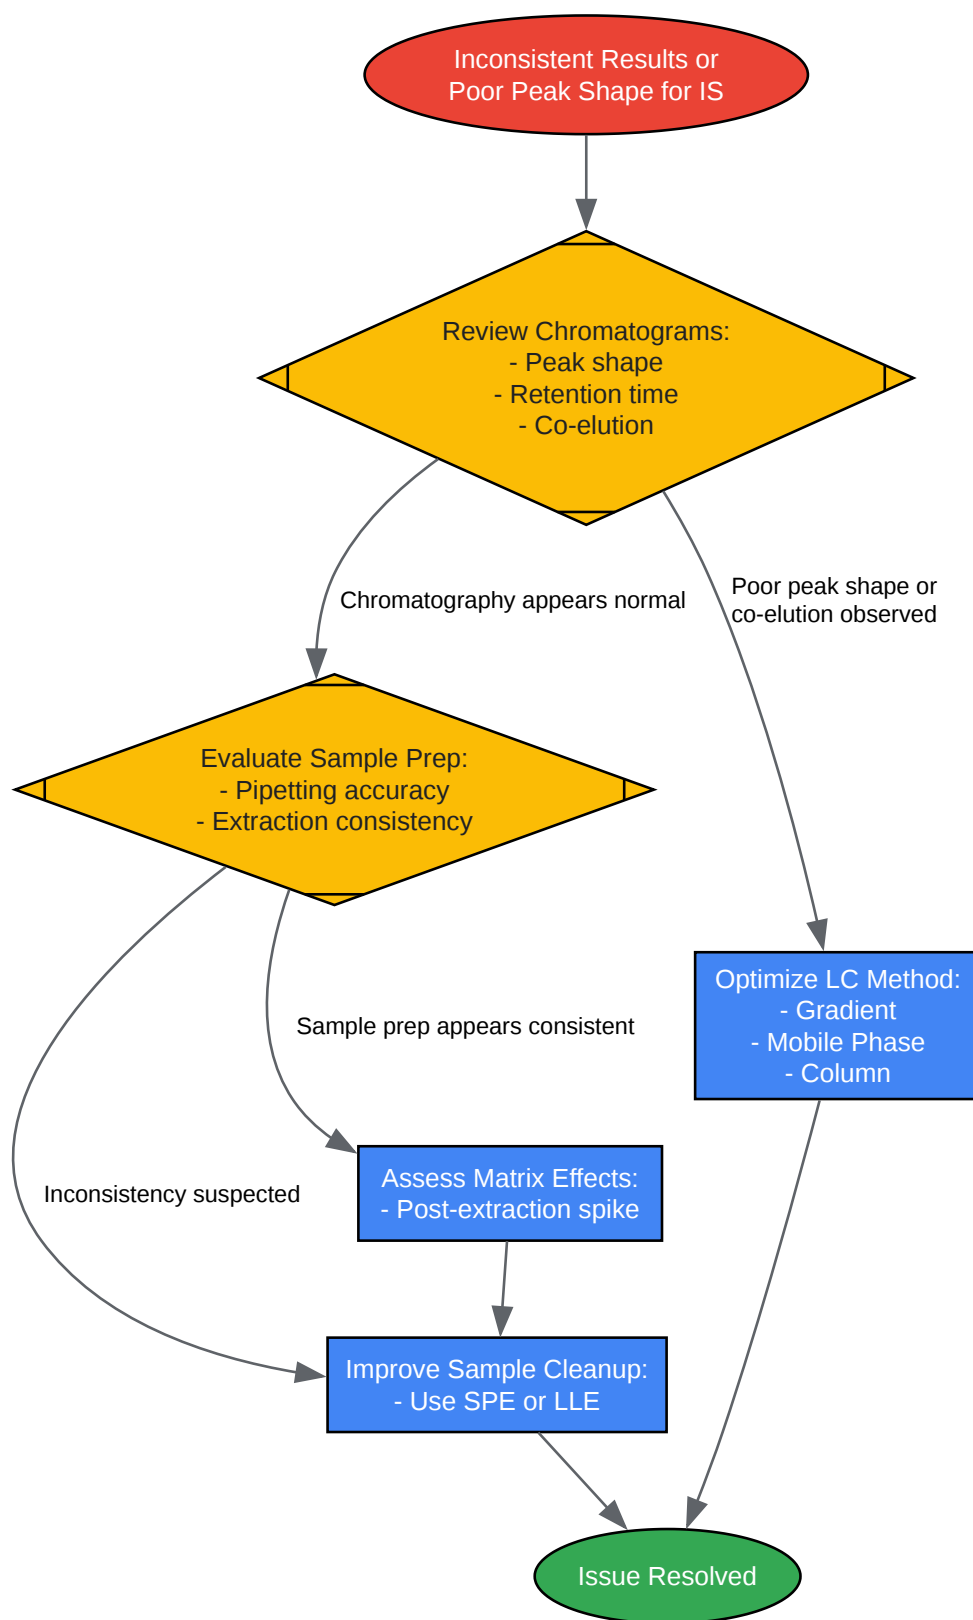 Inconsistent Results or
Poor Peak Shape for IS
Review Chromatograms:
- Peak shape
- Retention time
- Co-elution
Chromatography appears normal
Poor peak shape or
co-elution observed
Evaluate Sample Prep:
- Pipetting accuracy
- Extraction consistency
Optimize LC Method:
- Gradient
- Mobile Phase
- Column
Sample prep appears consistent
Assess Matrix Effects:
- Post-extraction spike
Inconsistency suspected
Improve Sample Cleanup:
- Use SPE or LLE
Issue Resolved